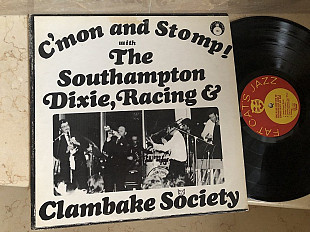 C'mon and Stomp!
with
The
Southampton
Dixie, Racing &
Clambake Society
FAT CAT'S JAZZ